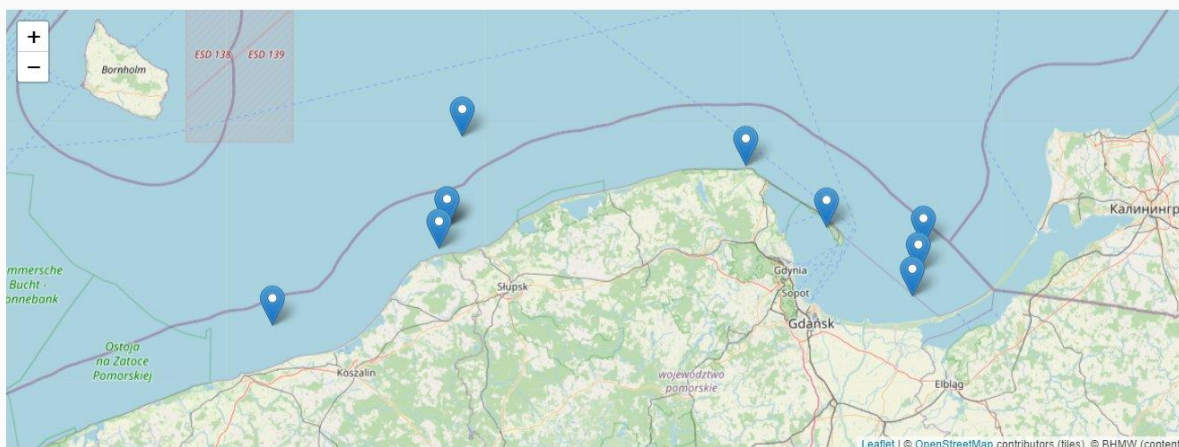 +
−
Bornholm
ESD 138
ESD 139
Калинингр
mmersche
Bucht -
onnebank
Gdynia
Sopot
Słupsk
Gdańsk
Ostoja
na Zatoce
Pomorskiej
Koszalin
województwo
pomorskie
Elbląg
Leaflet | © OpenStreetMap contributors (tiles), © BHMW (content